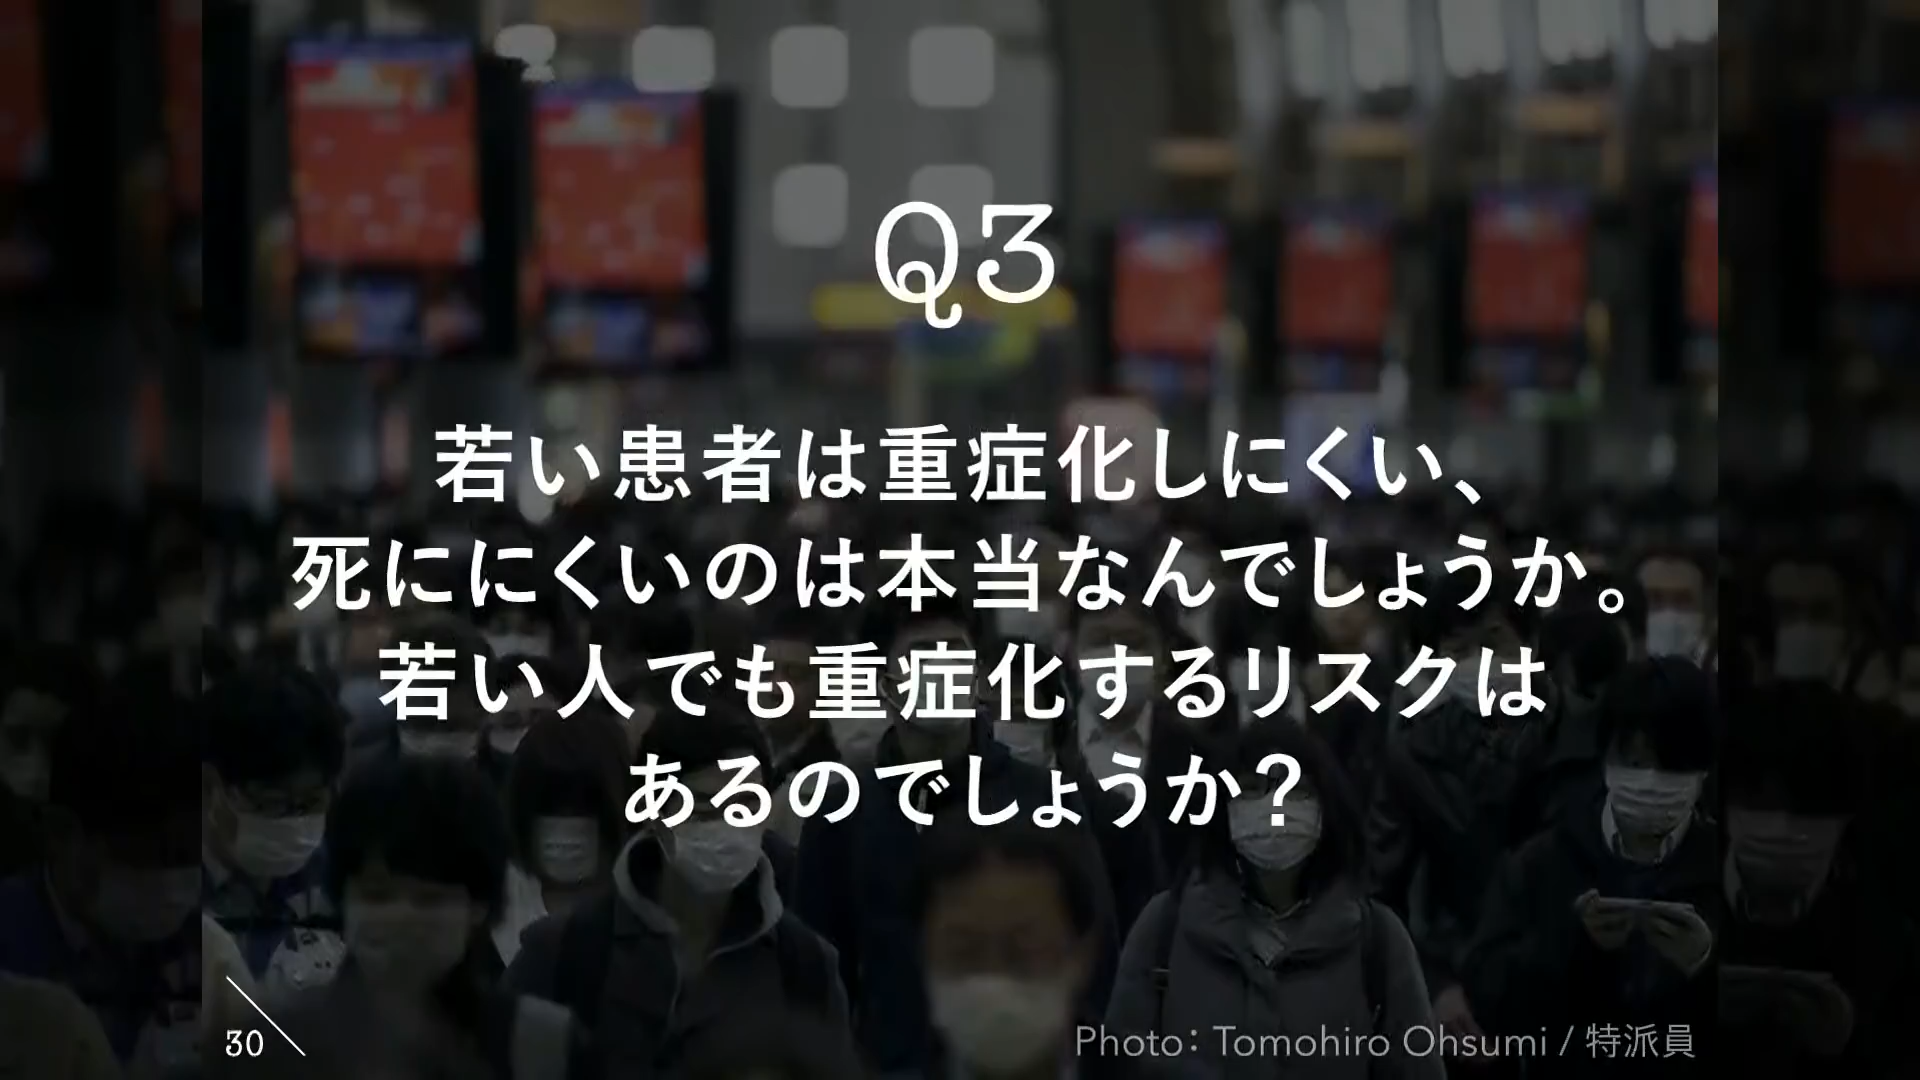 Q3
若い患者は重症化しにくい、
死ににくいのは本当なんでしょうか。
若い人でも重症化するリスクは
あるのでしょうか？
30
Photo: Tomohiro Ohsumi / 特派員